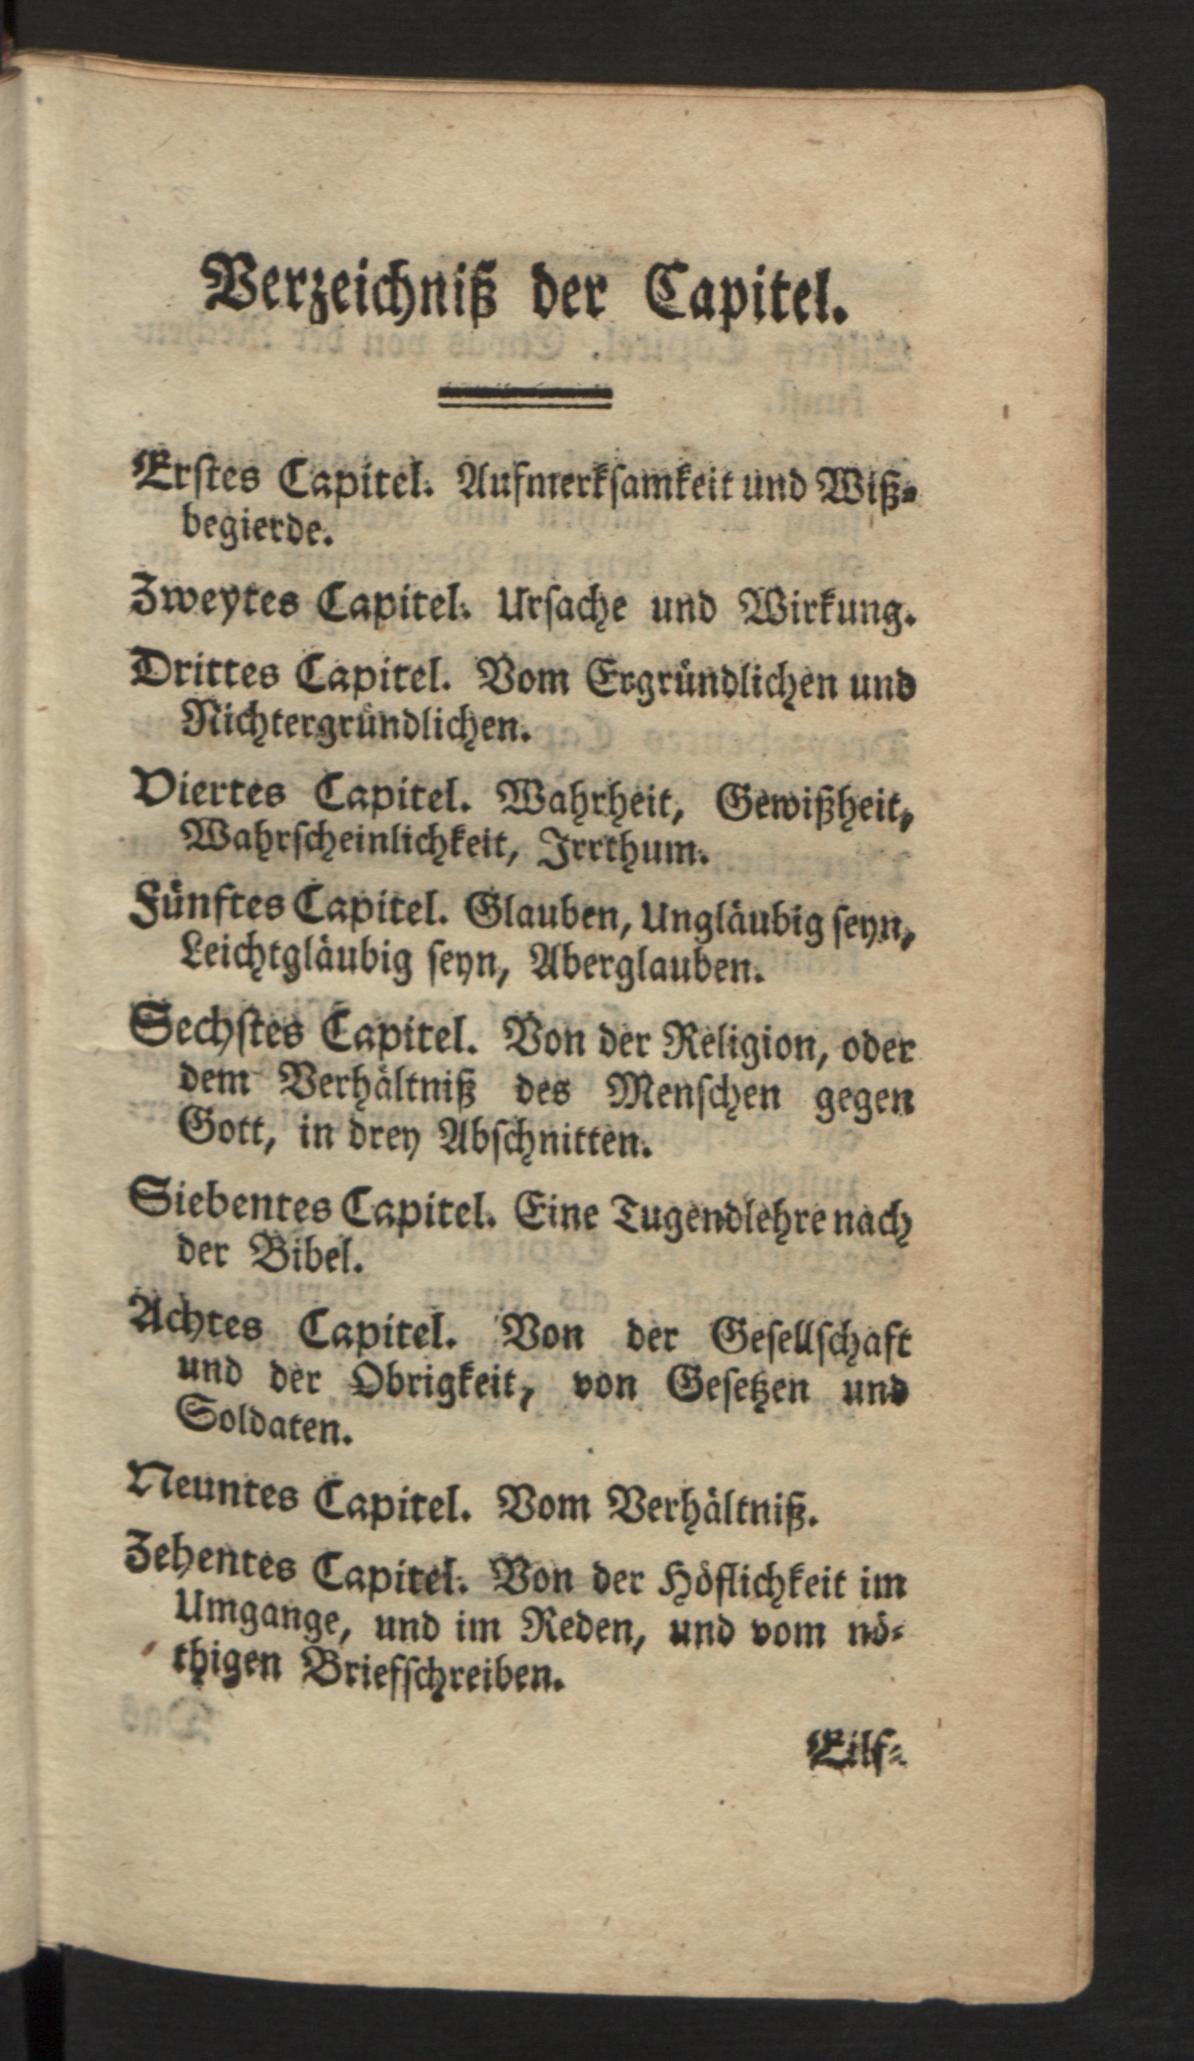 Verzeichniß der Capitel.
Erstes Capitel. Aufmerksamkeit und Wiß-
begierde.
Zweytes Capitel. Ursache und Wirkung.
Drittes Capitel. Vom Ergründlichen und
Nichtergründlichen.
Viertes Capitel. Wahrheit, Gewißheit,
Wahrscheinlichkeit, Irrthum.
Fünftes Capitel. Glauben, Ungläubig seyn,
Leichtgläubig seyn, Aberglauben.
Sechstes Capitel. Von der Religion, oder
dem Verhältniß des Menschen gegen
Gott, in drey Abschnitten.
Siebentes Capitel. Eine Tugendlehre nach
der Bibel.
Achtes Capitel. Von der Gesellschaft
und der Obrigkeit, von Gesetzen und
Soldaten.
Neuntes Capitel. Vom Verhältniß.
Zehentes Capitel. Von der Höflichkeit im
Umgange, und im Reden, und vom nö-
thigen Briefschreiben.
Eilf-